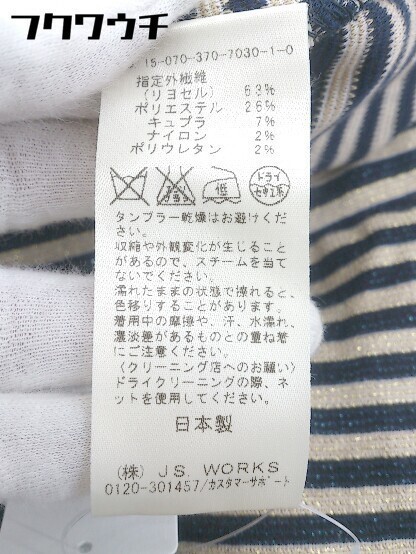 フクワウチ
15-070-370-7030-1-0
指定外繊維
(リヨセル) 63%
ポリエステル 26%
キュプラ 7%
ナイロン 2%
ポリウレタン 2%
低
ドライ
セキユ系
タンブラー乾燥はお避けくだ
さい。
収縮や外観変化が生じること
があるので、スチームを当て
ないでください。
濡れたままの状態で擦れると、
色移りすることがあります。
着用中の摩擦や、汗、水濡れ、
濃淡差があるものとの重ね着
にご注意ください。
〈クリーニング店へのお願い〉
ドライクリーニングの際、ネ
ットを使用してください。
日本製
(株) J.S. WORKS
0120-301457/カスタマーサポート